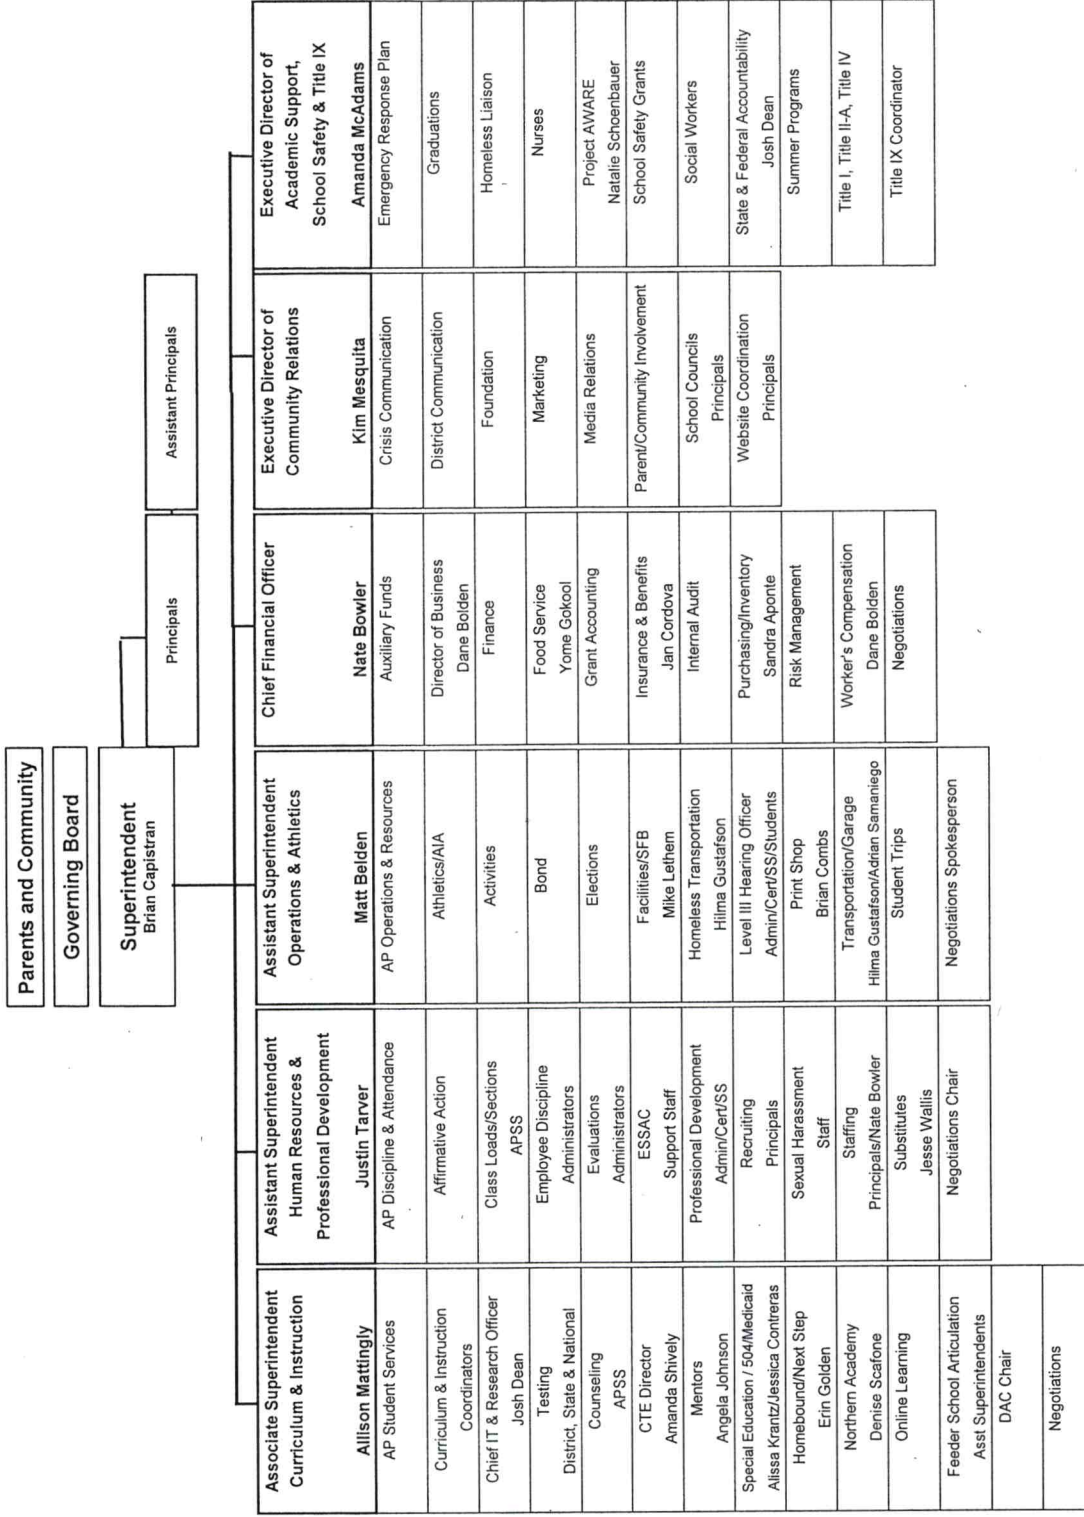 Parents and Community
Governing Board
Superintendent
Brian Capistran
Principals
Assistant Principals
Associate Superintendent
Curriculum & Instruction
Allison Mattingly
AP Student Services
Curriculum & Instruction
Coordinators
Chief IT & Research Officer
Josh Dean
Testing
District, State & National
Counseling
APSS
CTE Director
Amanda Shively
Mentors
Angela Johnson
Special Education / 504/Medicaid
Alissa Krantz/Jessica Contreras
Homebound/Next Step
Erin Golden
Northern Academy
Denise Scafone
Online Learning
Feeder School Articulation
Asst Superintendents
DAC Chair
Negotiations
Assistant Superintendent
Human Resources &
Professional Development
Justin Tarver
AP Discipline & Attendance
Affirmative Action
Class Loads/Sections
APSS
Employee Discipline
Administrators
Evaluations
Administrators
ESSAC
Support Staff
Professional Development
Admin/Cert/SS
Recruiting
Principals
Sexual Harassment
Staff
Staffing
Principals/Nate Bowler
Substitutes
Jesse Wallis
Negotiations Chair
Assistant Superintendent
Operations & Athletics
Matt Belden
AP Operations & Resources
Athletics/AIA
Activities
Bond
Elections
Facilities/SFB
Mike Lethem
Homeless Transportation
Hilma Gustafson
Level III Hearing Officer
Admin/Cert/SS/Students
Print Shop
Brian Combs
Transportation/Garage
Hilma Gustafson/Adrian Samaniego
Student Trips
Negotiations Spokesperson
Chief Financial Officer
Nate Bowler
Auxiliary Funds
Director of Business
Dane Bolden
Finance
Food Service
Yome Gokool
Grant Accounting
Insurance & Benefits
Jan Cordova
Internal Audit
Purchasing/Inventory
Sandra Aponte
Risk Management
Worker's Compensation
Dane Bolden
Negotiations
Executive Director of
Community Relations
Kim Mesquita
Crisis Communication
District Communication
Foundation
Marketing
Media Relations
Parent/Community Involvement
School Councils
Principals
Website Coordination
Principals
Executive Director of
Academic Support,
School Safety & Title IX
Amanda McAdams
Emergency Response Plan
Graduations
Homeless Liaison
Nurses
Project AWARE
Natalie Schoenbauer
School Safety Grants
Social Workers
State & Federal Accountability
Josh Dean
Summer Programs
Title I, Title II-A, Title IV
Title IX Coordinator